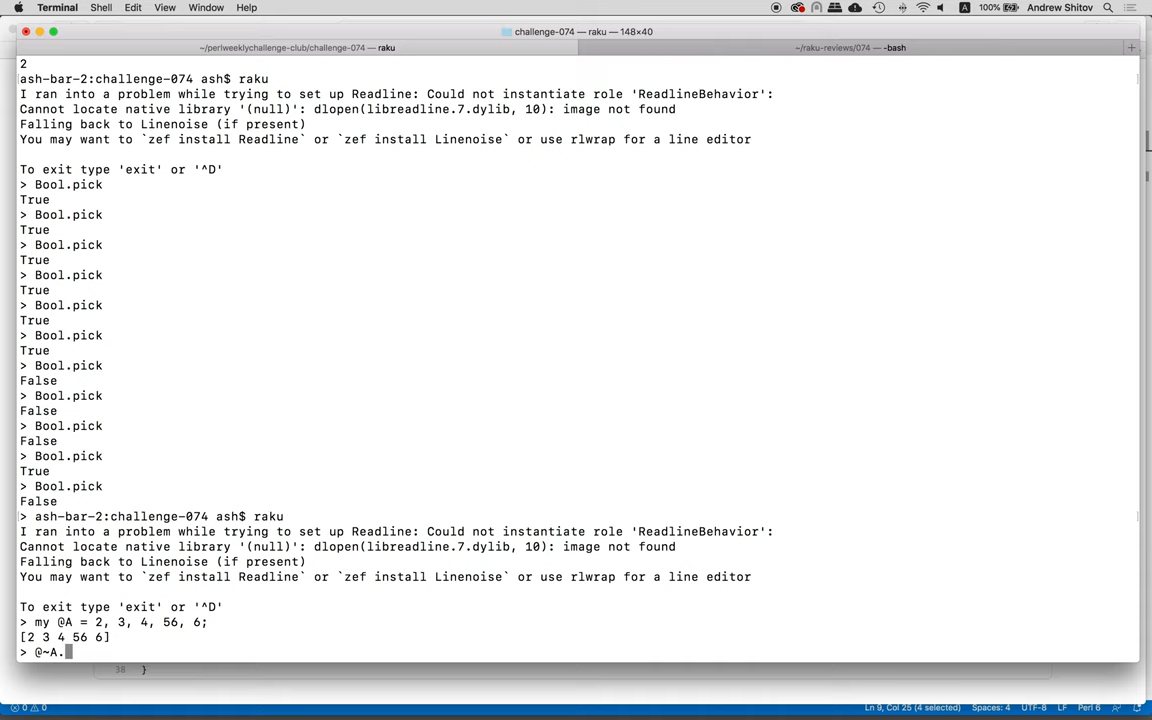 Terminal Shell Edit View Window Help 100% Andrew Shitov
challenge-074 — raku — 148×40
~/perlweeklychallenge-club/challenge-074 — raku ~/raku-reviews/074 — -bash +
2
ash-bar-2:challenge-074 ash$ raku
I ran into a problem while trying to set up Readline: Could not instantiate role 'ReadlineBehavior':
Cannot locate native library '(null)': dlopen(libreadline.7.dylib, 10): image not found
Falling back to Linenoise (if present)
You may want to `zef install Readline` or `zef install Linenoise` or use rlwrap for a line editor
To exit type 'exit' or '^D'
> Bool.pick
True
> Bool.pick
True
> Bool.pick
True
> Bool.pick
True
> Bool.pick
True
> Bool.pick
True
> Bool.pick
False
> Bool.pick
False
> Bool.pick
False
> Bool.pick
True
> Bool.pick
False
> ash-bar-2:challenge-074 ash$ raku
I ran into a problem while trying to set up Readline: Could not instantiate role 'ReadlineBehavior':
Cannot locate native library '(null)': dlopen(libreadline.7.dylib, 10): image not found
Falling back to Linenoise (if present)
You may want to `zef install Readline` or `zef install Linenoise` or use rlwrap for a line editor
To exit type 'exit' or '^D'
> my @A = 2, 3, 4, 56, 6;
[2 3 4 56 6]
> @~A.
38 }
0 0 Ln 9, Col 25 (4 selected) Spaces: 4 UTF-8 LF Perl 6